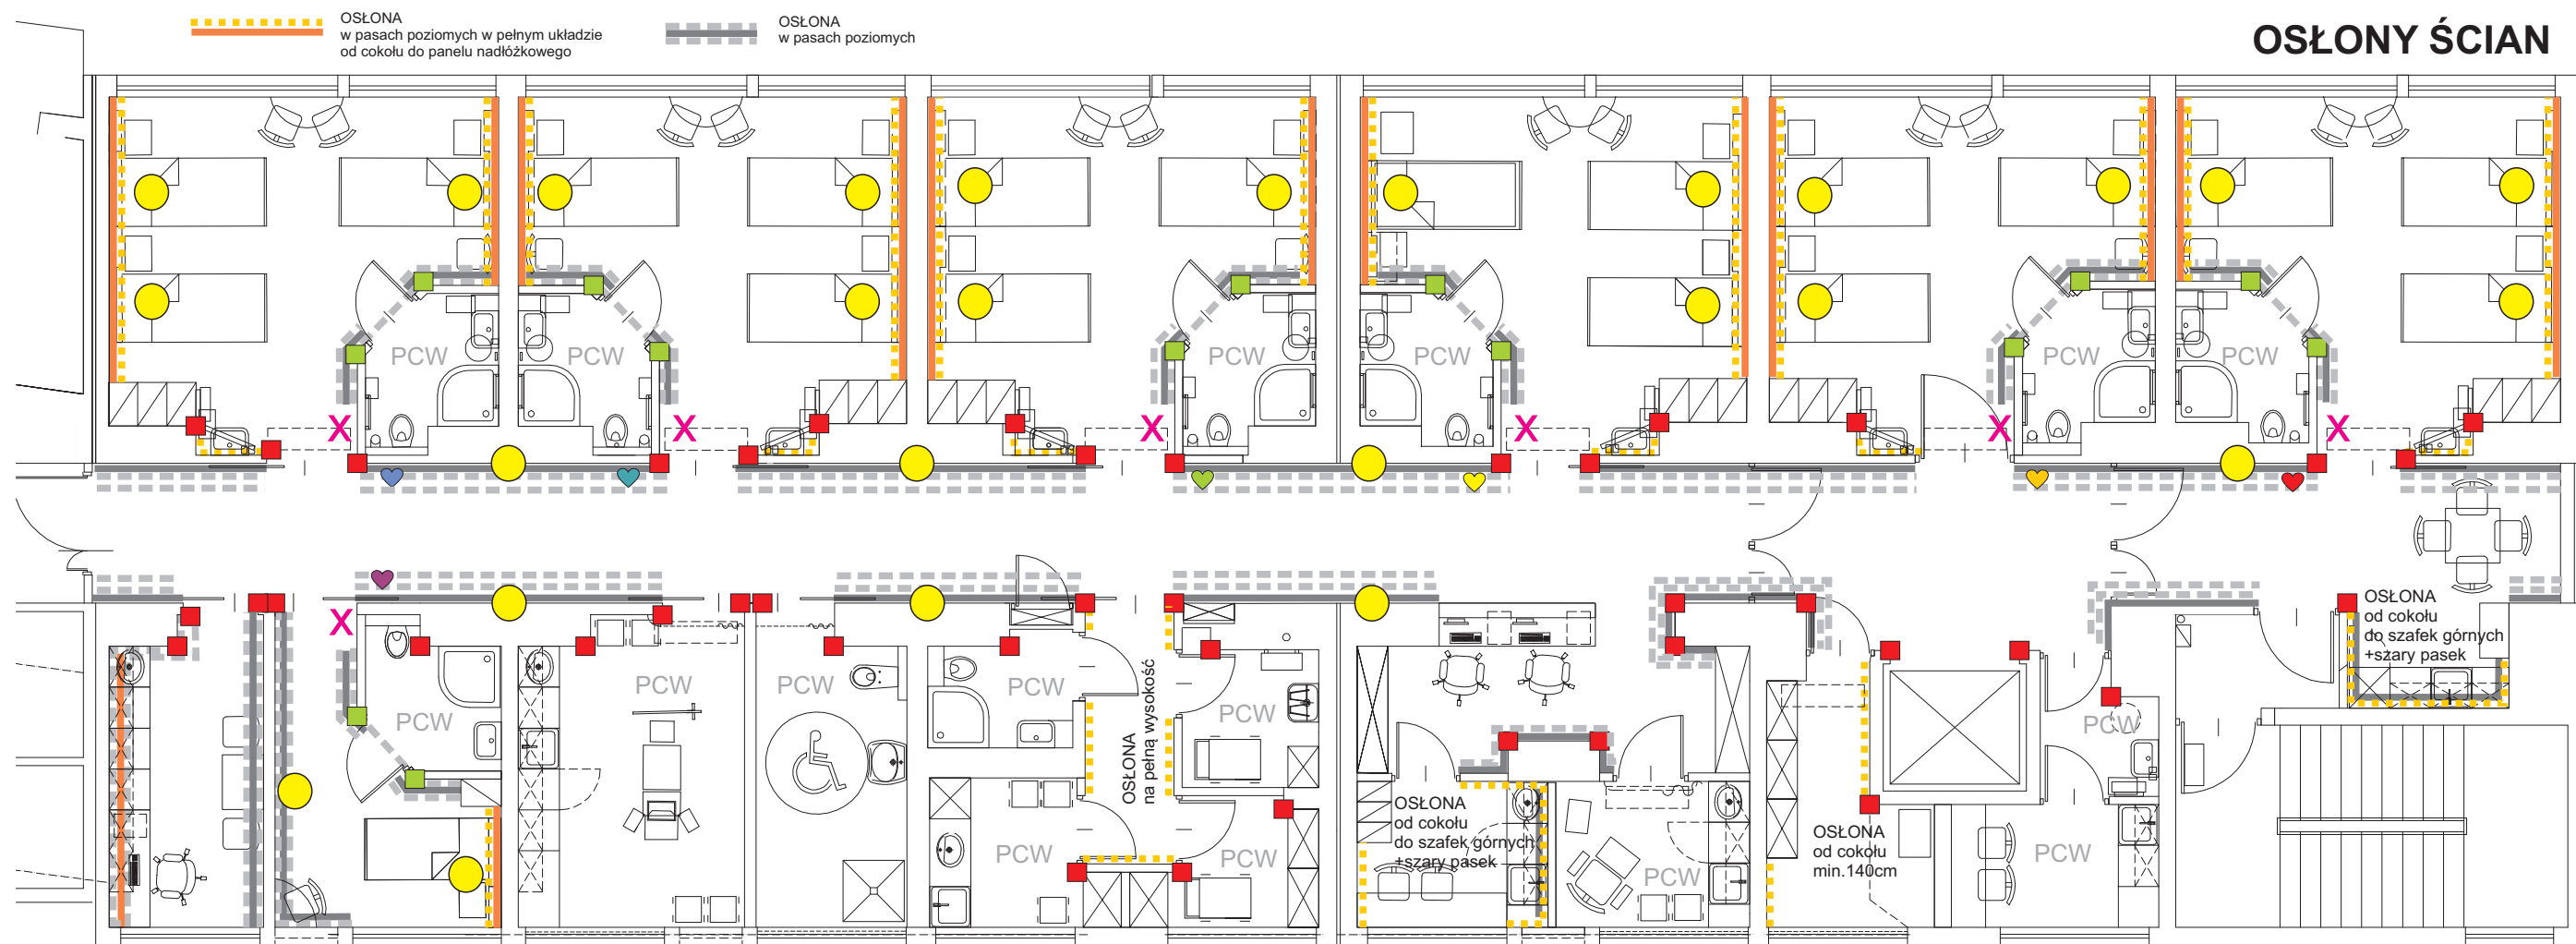 OSŁONA
w pasach poziomych w pełnym układzie
od cokołu do panelu nadłóżkowego
OSŁONA
w pasach poziomych
OSŁONY ŚCIAN
PCW
PCW
PCW
PCW
PCW
PCW
X
X
X
X
X
X
X
OSŁONA
od cokołu
do szafek górnych
+szary pasek
PCW
PCW
PCW
PCW
OSŁONA
na pełną wysokość
PCW
PCW
OSŁONA
od cokołu
do szafek górnych
+szary pasek
OSŁONA
od cokołu
min.140cm
PCW
PCW
PCW
PCW